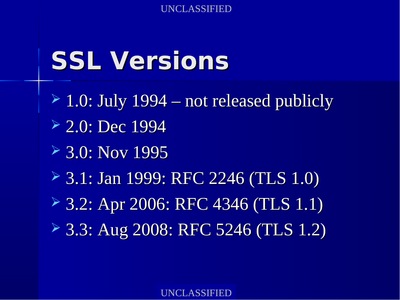 UNCLASSIFIED
SSL Versions
1.0: July 1994 – not released publicly
2.0: Dec 1994
3.0: Nov 1995
3.1: Jan 1999: RFC 2246 (TLS 1.0)
3.2: Apr 2006: RFC 4346 (TLS 1.1)
3.3: Aug 2008: RFC 5246 (TLS 1.2)
UNCLASSIFIED